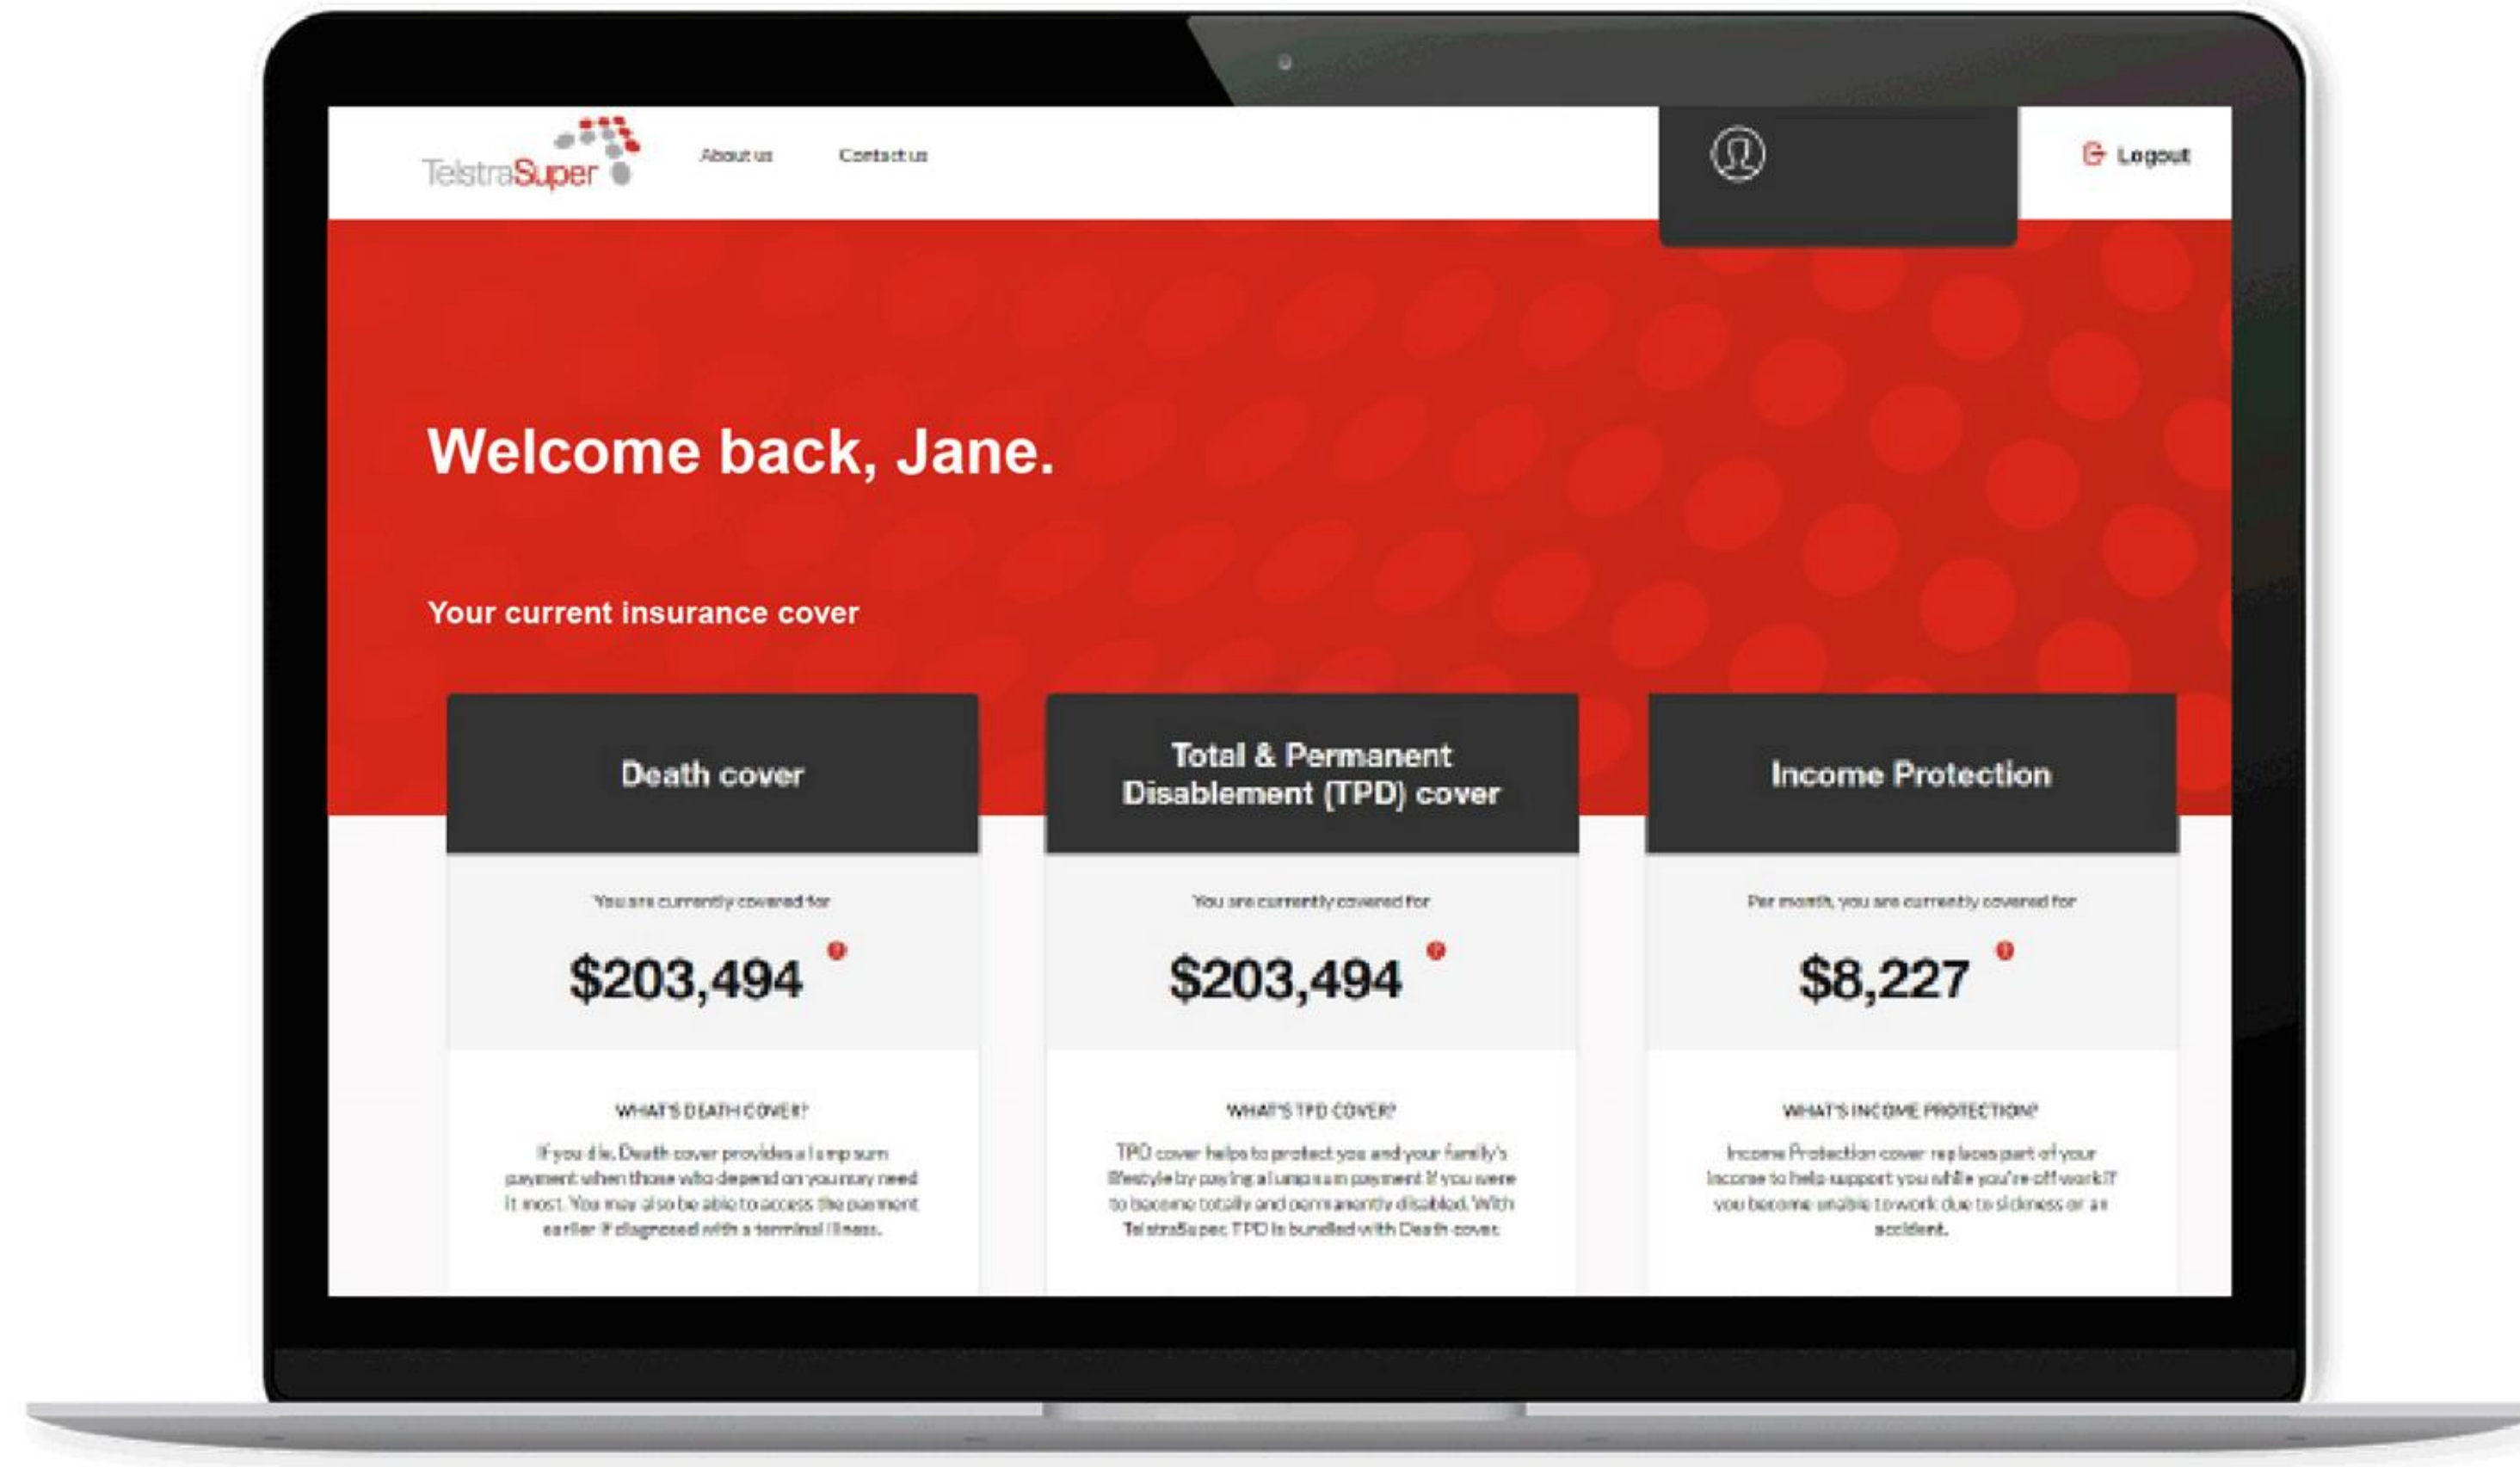 TelstraSuper
About us
Contact us
Logout
Welcome back, Jane.
Your current insurance cover
Death cover
You are currently covered for
$203,494
WHAT'S DEATH COVER?
If you die, Death cover provides a lump sum
payment when those who depend on you may need
it most. You may also be able to access the payment
earlier if diagnosed with a terminal illness.
Total & Permanent
Disablement (TPD) cover
You are currently covered for
$203,494
WHAT'S TPD COVER?
TPD cover helps to protect you and your family's
lifestyle by paying a lump sum payment if you were
to become totally and permanently disabled. With
TelstraSuper, TPD is bundled with Death cover.
Income Protection
Per month, you are currently covered for
$8,227
WHAT'S INCOME PROTECTION?
Income Protection cover replaces part of your
income to help support you while you're off work if
you become unable to work due to sickness or an
accident.